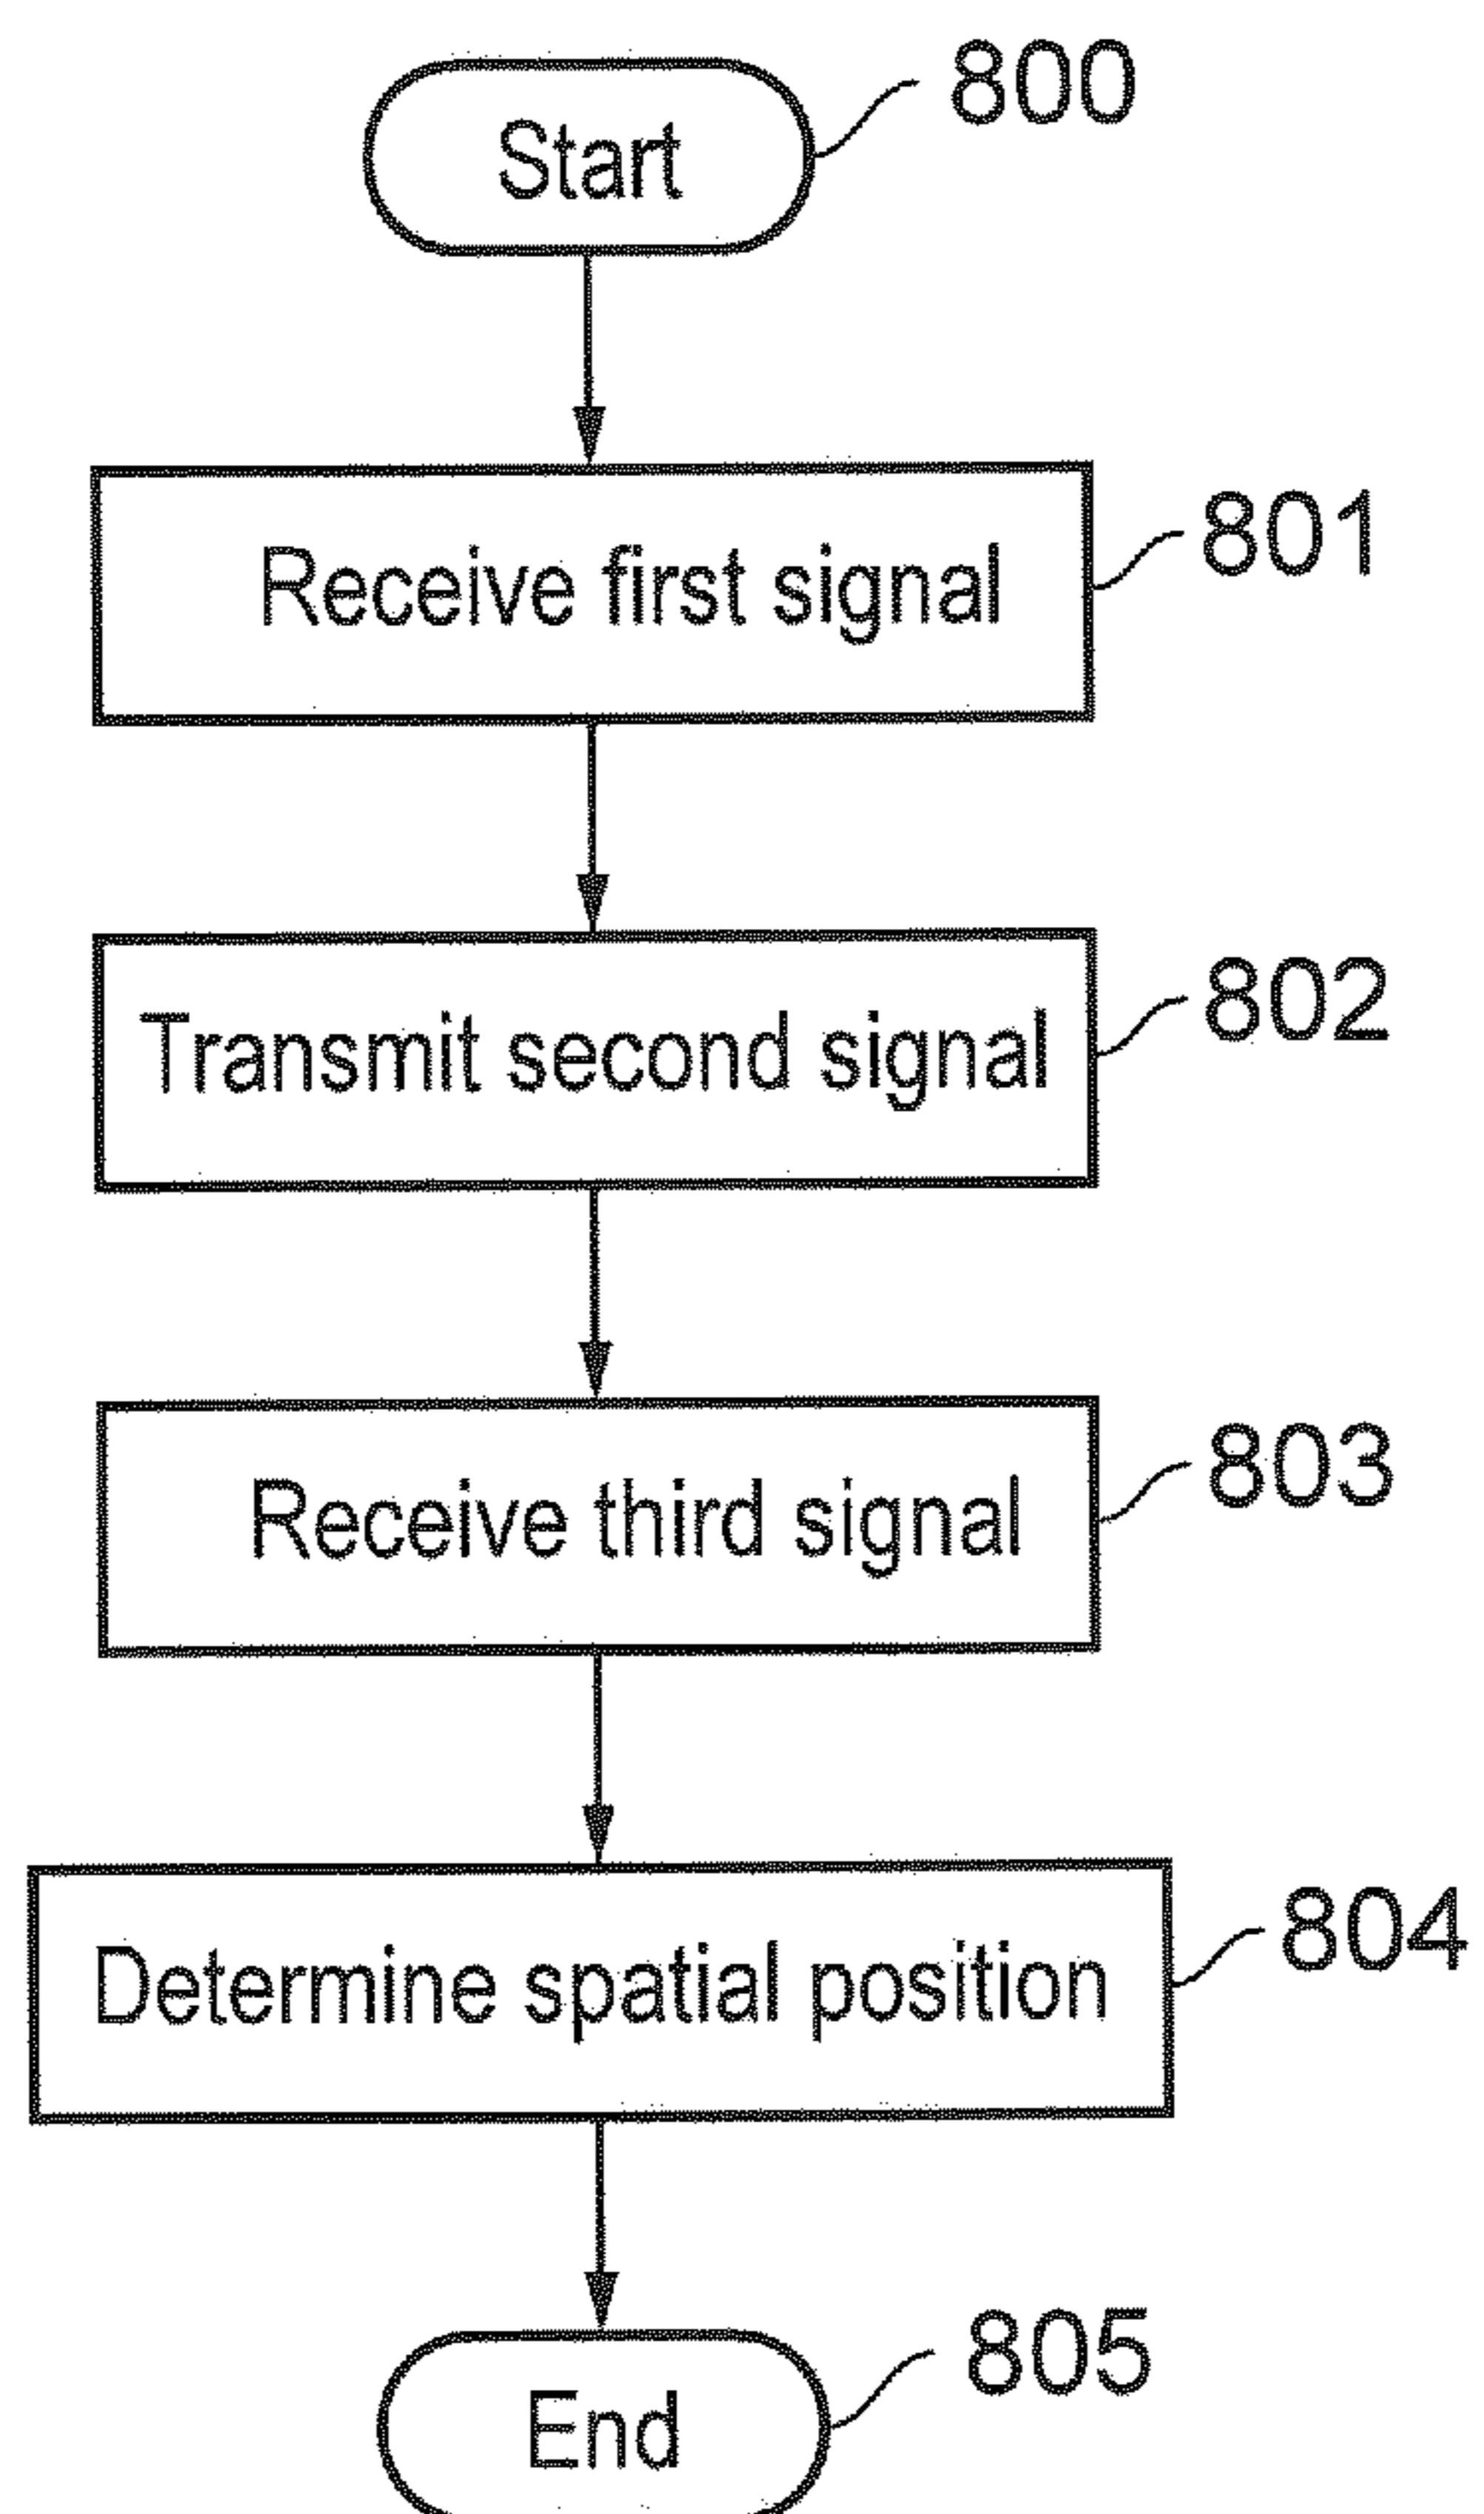 Start
800
Receive first signal
801
Transmit second signal
802
Receive third signal
803
Determine spatial position
804
End
805